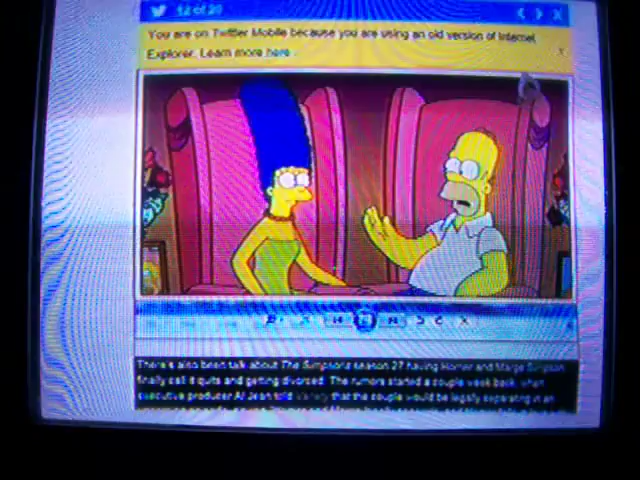 12 of 20
You are on Twitter Mobile because you are using an old version of Internet
Explorer. Learn more here
x
There's also been talk about The Simpsons season 27 having Homer and Marge Simpson
finally call it quits and getting divorced. The rumors started a couple week back, when
executive producer Al Jean told Variety that the couple would be legally separating in an